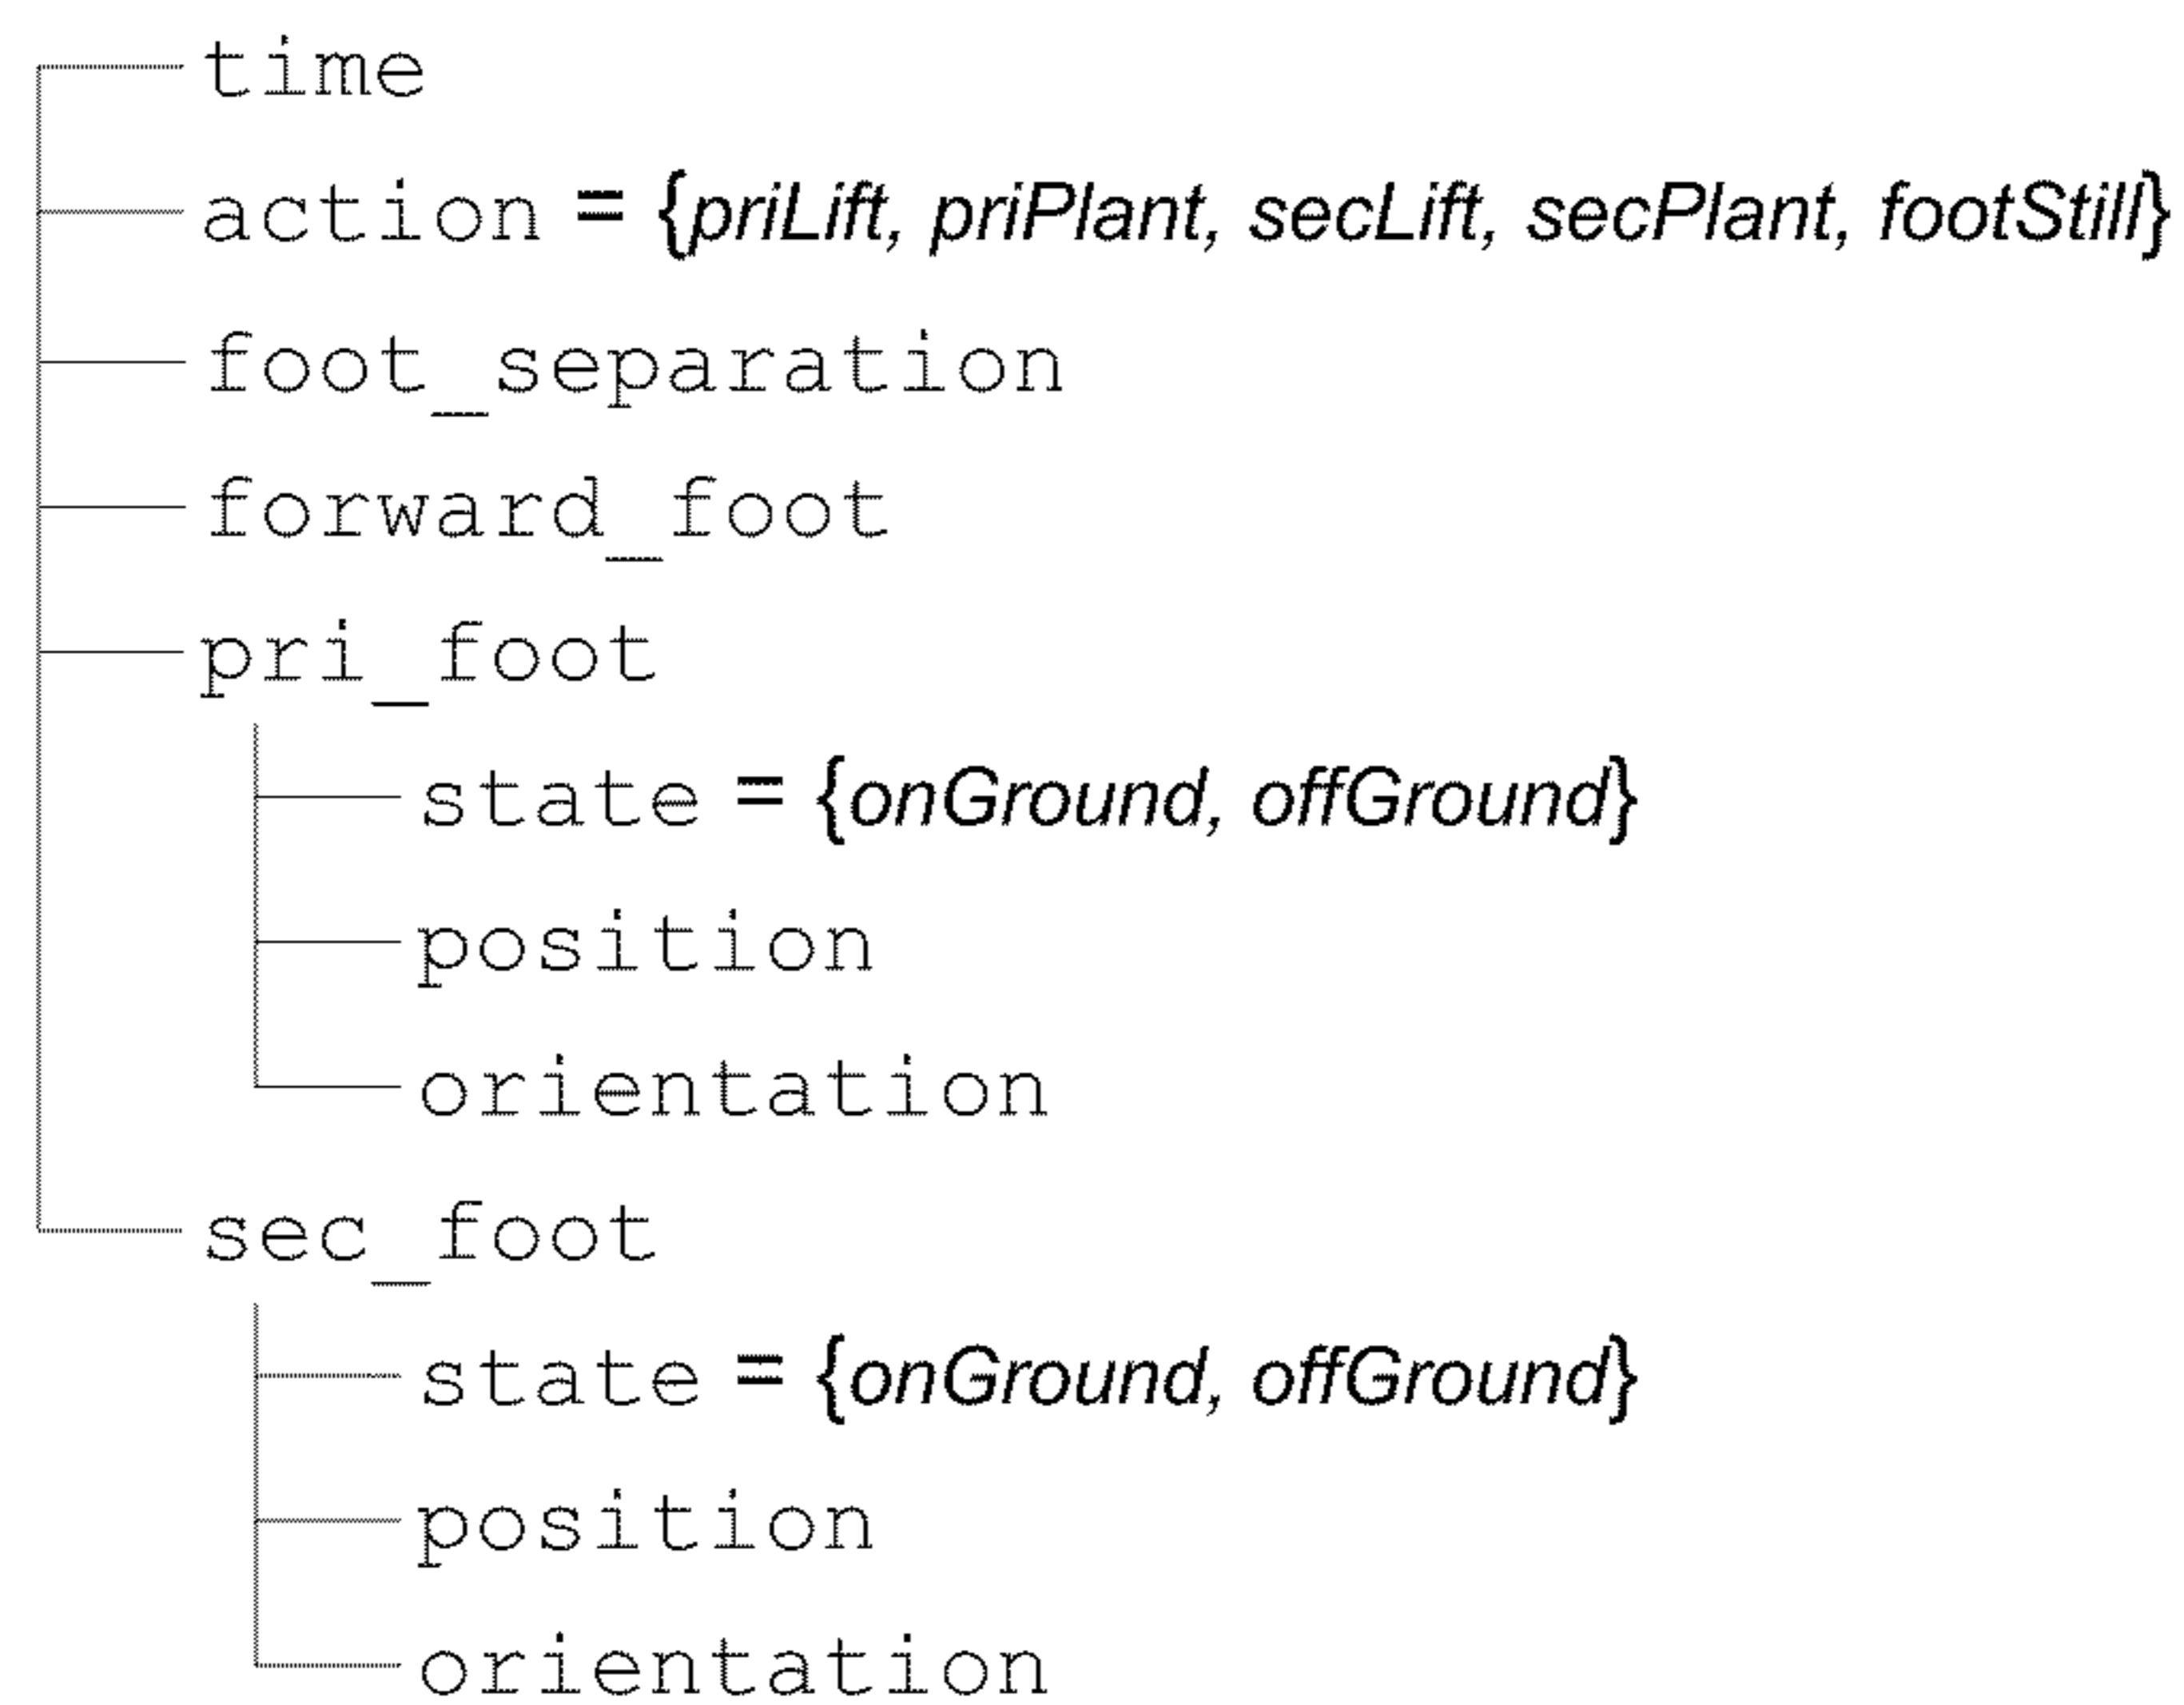 time
action = {priLift, priPlant, secLift, secPlant, footStill}
foot_separation
forward_foot
pri_foot
state = {onGround, offGround}
position
orientation
sec_foot
state = {onGround, offGround}
position
orientation